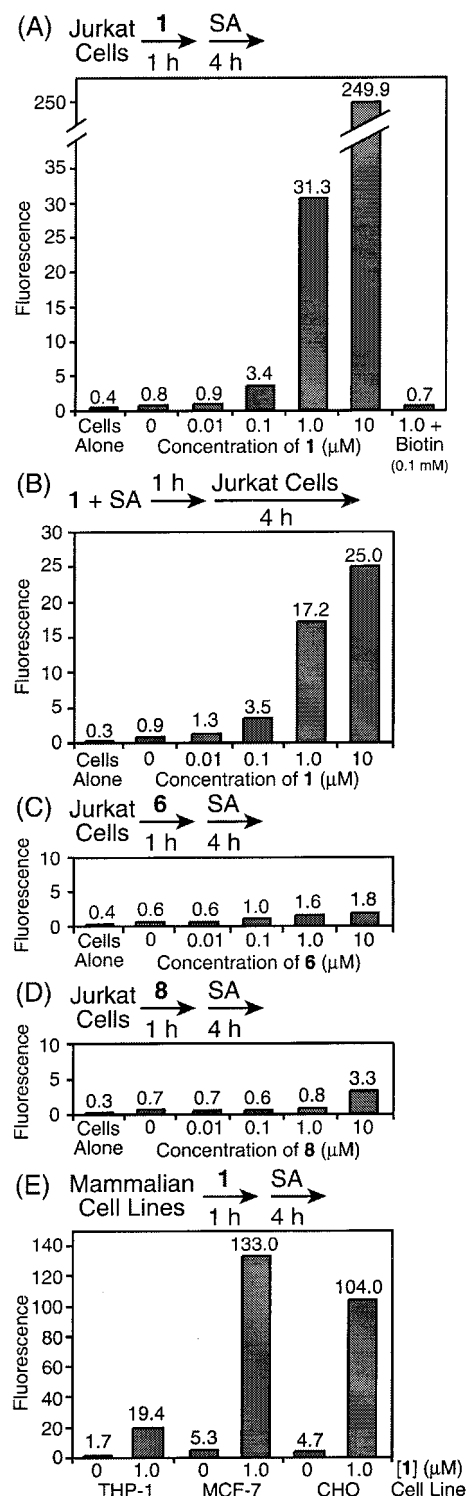 (A) Jurkat Cells 1 1 h SA 4 h
249.9
250
35
31.3
30
25
20
15
10
5
0
Fluorescence
0.4 0.8 0.9 3.4 0.7
Cells Alone 0 0.01 0.1 1.0 10 1.0 + Biotin (0.1 mM)
Concentration of 1 (μM)
(B) 1 + SA 1 h Jurkat Cells 4 h
30
25
20
15
10
5
0
Fluorescence
0.3 0.9 1.3 3.5 17.2 25.0
Cells Alone 0 0.01 0.1 1.0 10
Concentration of 1 (μM)
(C) Jurkat Cells 6 1 h SA 4 h
10
5
0
Fluorescence
0.4 0.6 0.6 1.0 1.6 1.8
Cells Alone 0 0.01 0.1 1.0 10
Concentration of 6 (μM)
(D) Jurkat Cells 8 1 h SA 4 h
10
5
0
Fluorescence
0.3 0.7 0.7 0.6 0.8 3.3
Cells Alone 0 0.01 0.1 1.0 10
Concentration of 8 (μM)
(E) Mammalian Cell Lines 1 1 h SA 4 h
140
120
100
80
60
40
20
0
Fluorescence
1.7 19.4 5.3 133.0 4.7 104.0
0 1.0 0 1.0 0 1.0 [1] (μM)
THP-1 MCF-7 CHO Cell Line